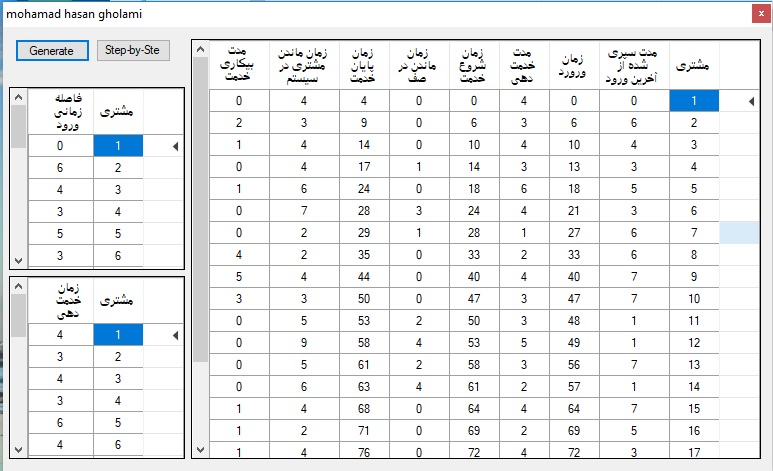 mohamad hasan gholami
x
Generate
Step-by-Ste
مشتری
مدت سپری
شده از
آخرین ورود
زمان
ورورد
مدت
خدمت
دهی
زمان
شروع
خدمت
زمان
ماندن در
صف
زمان
پایان
خدمت
زمان ماندن
مشتری در
سیستم
مدت
بیکاری
خدمت
1 0 0 4 0 0 4 4 0
2 6 6 3 6 0 9 3 2
3 4 10 4 10 0 14 4 1
4 3 13 3 14 1 17 4 0
5 5 18 6 18 0 24 6 1
6 3 21 4 24 3 28 7 0
7 6 27 1 28 1 29 2 0
8 6 33 2 33 0 35 2 4
9 7 40 4 40 0 44 4 5
10 7 47 3 47 0 50 3 3
11 1 48 3 50 2 53 5 0
12 1 49 5 53 4 58 9 0
13 7 56 3 58 2 61 5 0
14 1 57 2 61 4 63 6 0
15 7 64 4 64 0 68 4 1
16 5 69 2 69 0 71 2 1
17 3 72 4 72 0 76 4 1
مشتری
فاصله
زمانی
ورود
1 0
2 6
3 4
4 3
5 5
6 3
مشتری
زمان
خدمت
دهی
1 4
2 3
3 4
4 3
5 6
6 4